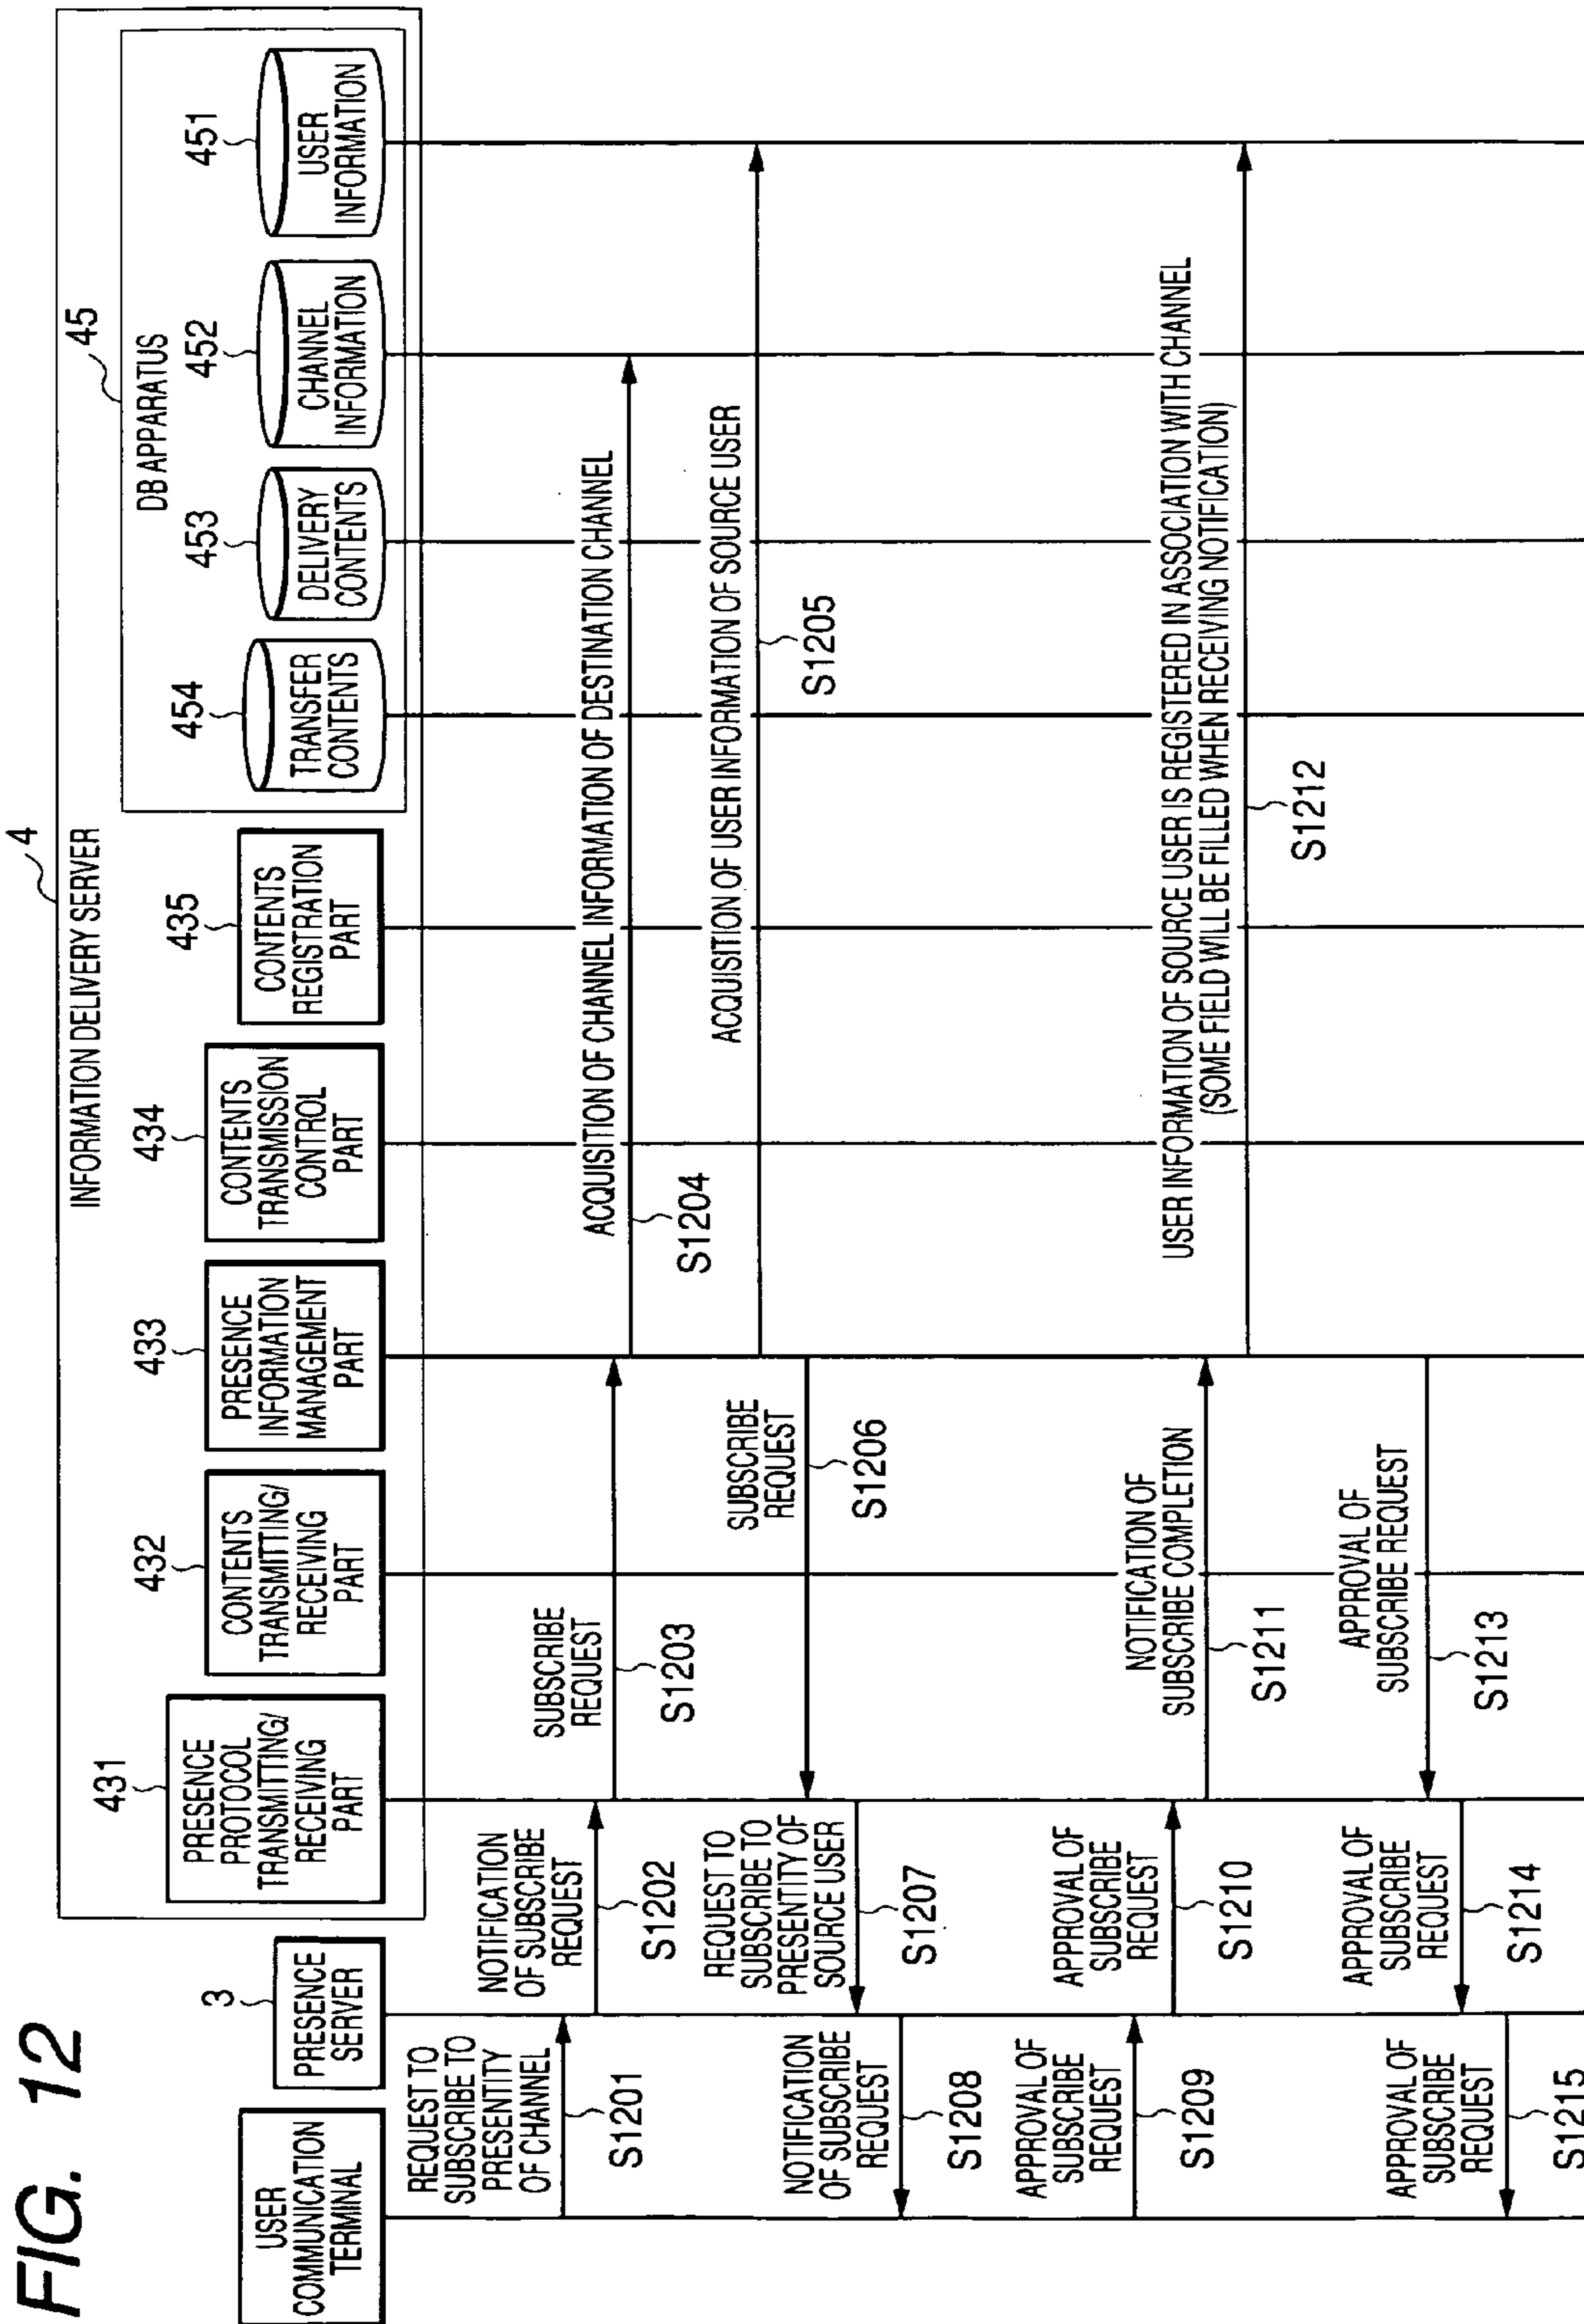 FIG. 12
4
INFORMATION DELIVERY SERVER
45
DB APPARATUS
USER
COMMUNICATION
TERMINAL
3
PRESENCE
SERVER
431
PRESENCE
PROTOCOL
TRANSMITTING/
RECEIVING
PART
432
CONTENTS
TRANSMITTING/
RECEIVING
PART
433
PRESENCE
INFORMATION
MANAGEMENT
PART
434
CONTENTS
TRANSMISSION
CONTROL
PART
435
CONTENTS
REGISTRATION
PART
454
TRANSFER
CONTENTS
453
DELIVERY
CONTENTS
452
CHANNEL
INFORMATION
451
USER
INFORMATION
REQUEST TO
SUBSCRIBE TO
PRESENTITY
OF CHANNEL
S1201
NOTIFICATION
OF SUBSCRIBE
REQUEST
S1202
SUBSCRIBE
REQUEST
S1203
ACQUISITION OF CHANNEL INFORMATION OF DESTINATION CHANNEL
S1204
ACQUISITION OF USER INFORMATION OF SOURCE USER
S1205
SUBSCRIBE
REQUEST
S1206
REQUEST TO
SUBSCRIBE TO
PRESENTITY OF
SOURCE USER
S1207
NOTIFICATION
OF SUBSCRIBE
REQUEST
S1208
APPROVAL OF
SUBSCRIBE
REQUEST
S1209
APPROVAL OF
SUBSCRIBE
REQUEST
S1210
NOTIFICATION OF
SUBSCRIBE COMPLETION
S1211
USER INFORMATION OF SOURCE USER IS REGISTERED IN ASSOCIATION WITH CHANNEL
(SOME FIELD WILL BE FILLED WHEN RECEIVING NOTIFICATION)
S1212
APPROVAL OF
SUBSCRIBE REQUEST
S1213
APPROVAL OF
SUBSCRIBE
REQUEST
S1214
APPROVAL OF
SUBSCRIBE
REQUEST
S1215